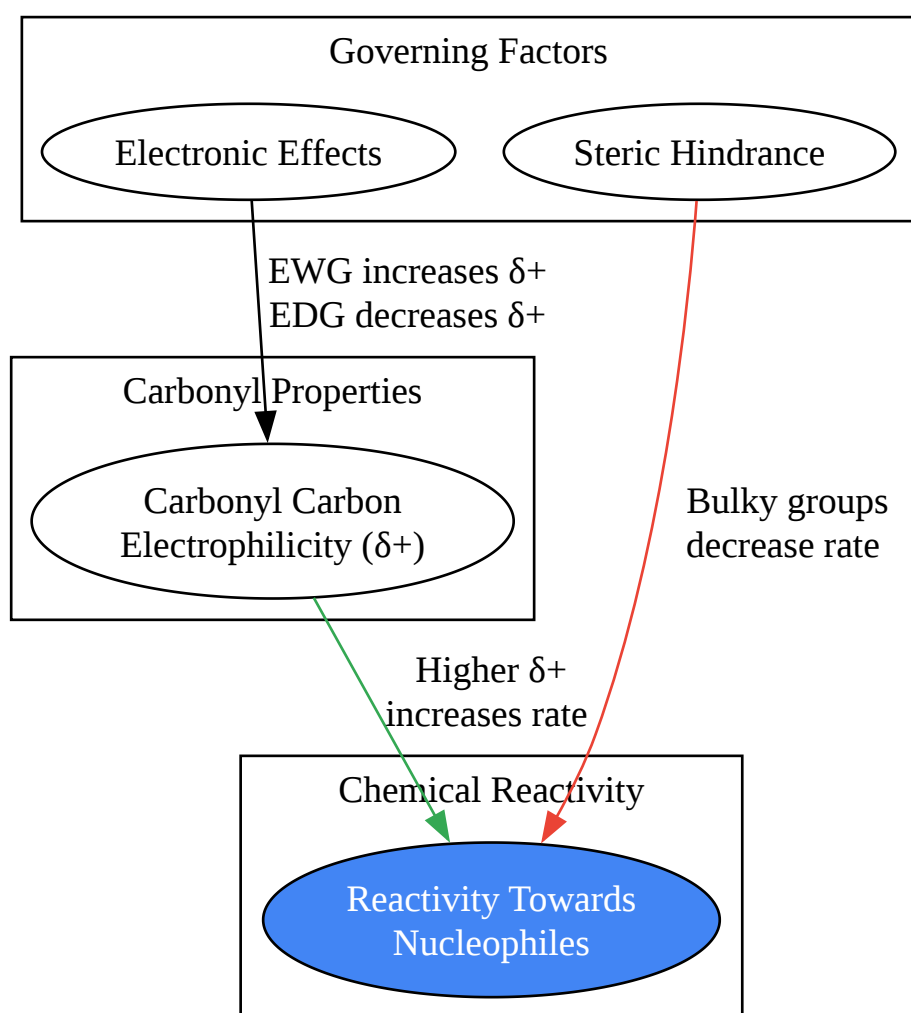 Governing Factors
Electronic Effects
Steric Hindrance
EWG increases δ+
EDG decreases δ+
Carbonyl Properties
Carbonyl Carbon
Electrophilicity (δ+)
Bulky groups
decrease rate
Higher δ+
increases rate
Chemical Reactivity
Reactivity Towards
Nucleophiles